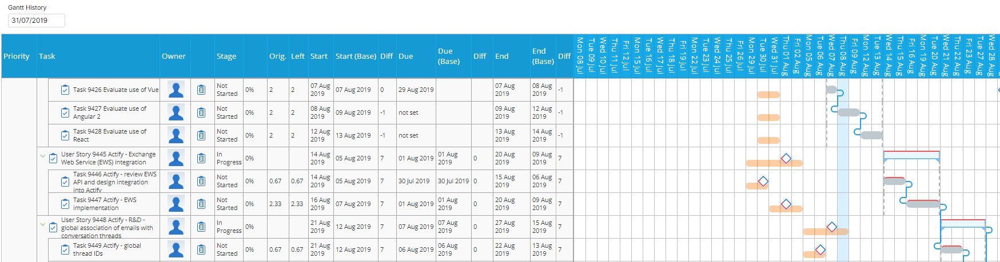 Gantt History
31/07/2019
Priority Task Owner Stage Orig. Left Start Start (Base) Diff Due Due (Base) Diff End End (Base) Diff
Mon 08 Jul
Tue 09 Jul
Wed 10 Jul
Thu 11 Jul
Fri 12 Jul
Mon 15 Jul
Tue 16 Jul
Wed 17 Jul
Thu 18 Jul
Fri 19 Jul
Mon 22 Jul
Tue 23 Jul
Wed 24 Jul
Thu 25 Jul
Fri 26 Jul
Mon 29 Jul
Tue 30 Jul
Wed 31 Jul
Thu 01 Aug
Fri 02 Aug
Mon 05 Aug
Tue 06 Aug
Wed 07 Aug
Thu 08 Aug
Fri 09 Aug
Mon 12 Aug
Tue 13 Aug
Wed 14 Aug
Thu 15 Aug
Fri 16 Aug
Mon 19 Aug
Tue 20 Aug
Wed 21 Aug
Thu 22 Aug
Fri 23 Aug
Tue 27 Aug
Wed 28 Aug
Task 9426 Evaluate use of Vue Not Started 0% 2 2 07 Aug 2019 07 Aug 2019 0 29 Aug 2019 07 Aug 2019 08 Aug 2019 -1
Task 9427 Evaluate use of Angular 2 Not Started 0% 2 2 08 Aug 2019 09 Aug 2019 -1 not set 09 Aug 2019 12 Aug 2019 -1
Task 9428 Evaluate use of React Not Started 0% 2 2 12 Aug 2019 13 Aug 2019 -1 not set 13 Aug 2019 14 Aug 2019 -1
User Story 9445 Actify - Exchange Web Service (EWS) integration In Progress 0% 14 Aug 2019 05 Aug 2019 7 01 Aug 2019 01 Aug 2019 0 20 Aug 2019 09 Aug 2019 7
Task 9446 Actify - review EWS API and design integration into Actify Not Started 0% 0.67 0.67 14 Aug 2019 05 Aug 2019 7 30 Jul 2019 30 Jul 2019 0 15 Aug 2019 06 Aug 2019 7
Task 9447 Actify - EWS implementation Not Started 0% 2.33 2.33 16 Aug 2019 07 Aug 2019 7 01 Aug 2019 01 Aug 2019 0 20 Aug 2019 09 Aug 2019 7
User Story 9448 Actify - R&D - global association of emails with conversation threads In Progress 0% 21 Aug 2019 12 Aug 2019 7 07 Aug 2019 07 Aug 2019 0 27 Aug 2019 15 Aug 2019 7
Task 9449 Actify - global thread IDs Not Started 0% 0.67 0.67 21 Aug 2019 12 Aug 2019 7 06 Aug 2019 06 Aug 2019 0 22 Aug 2019 13 Aug 2019 7